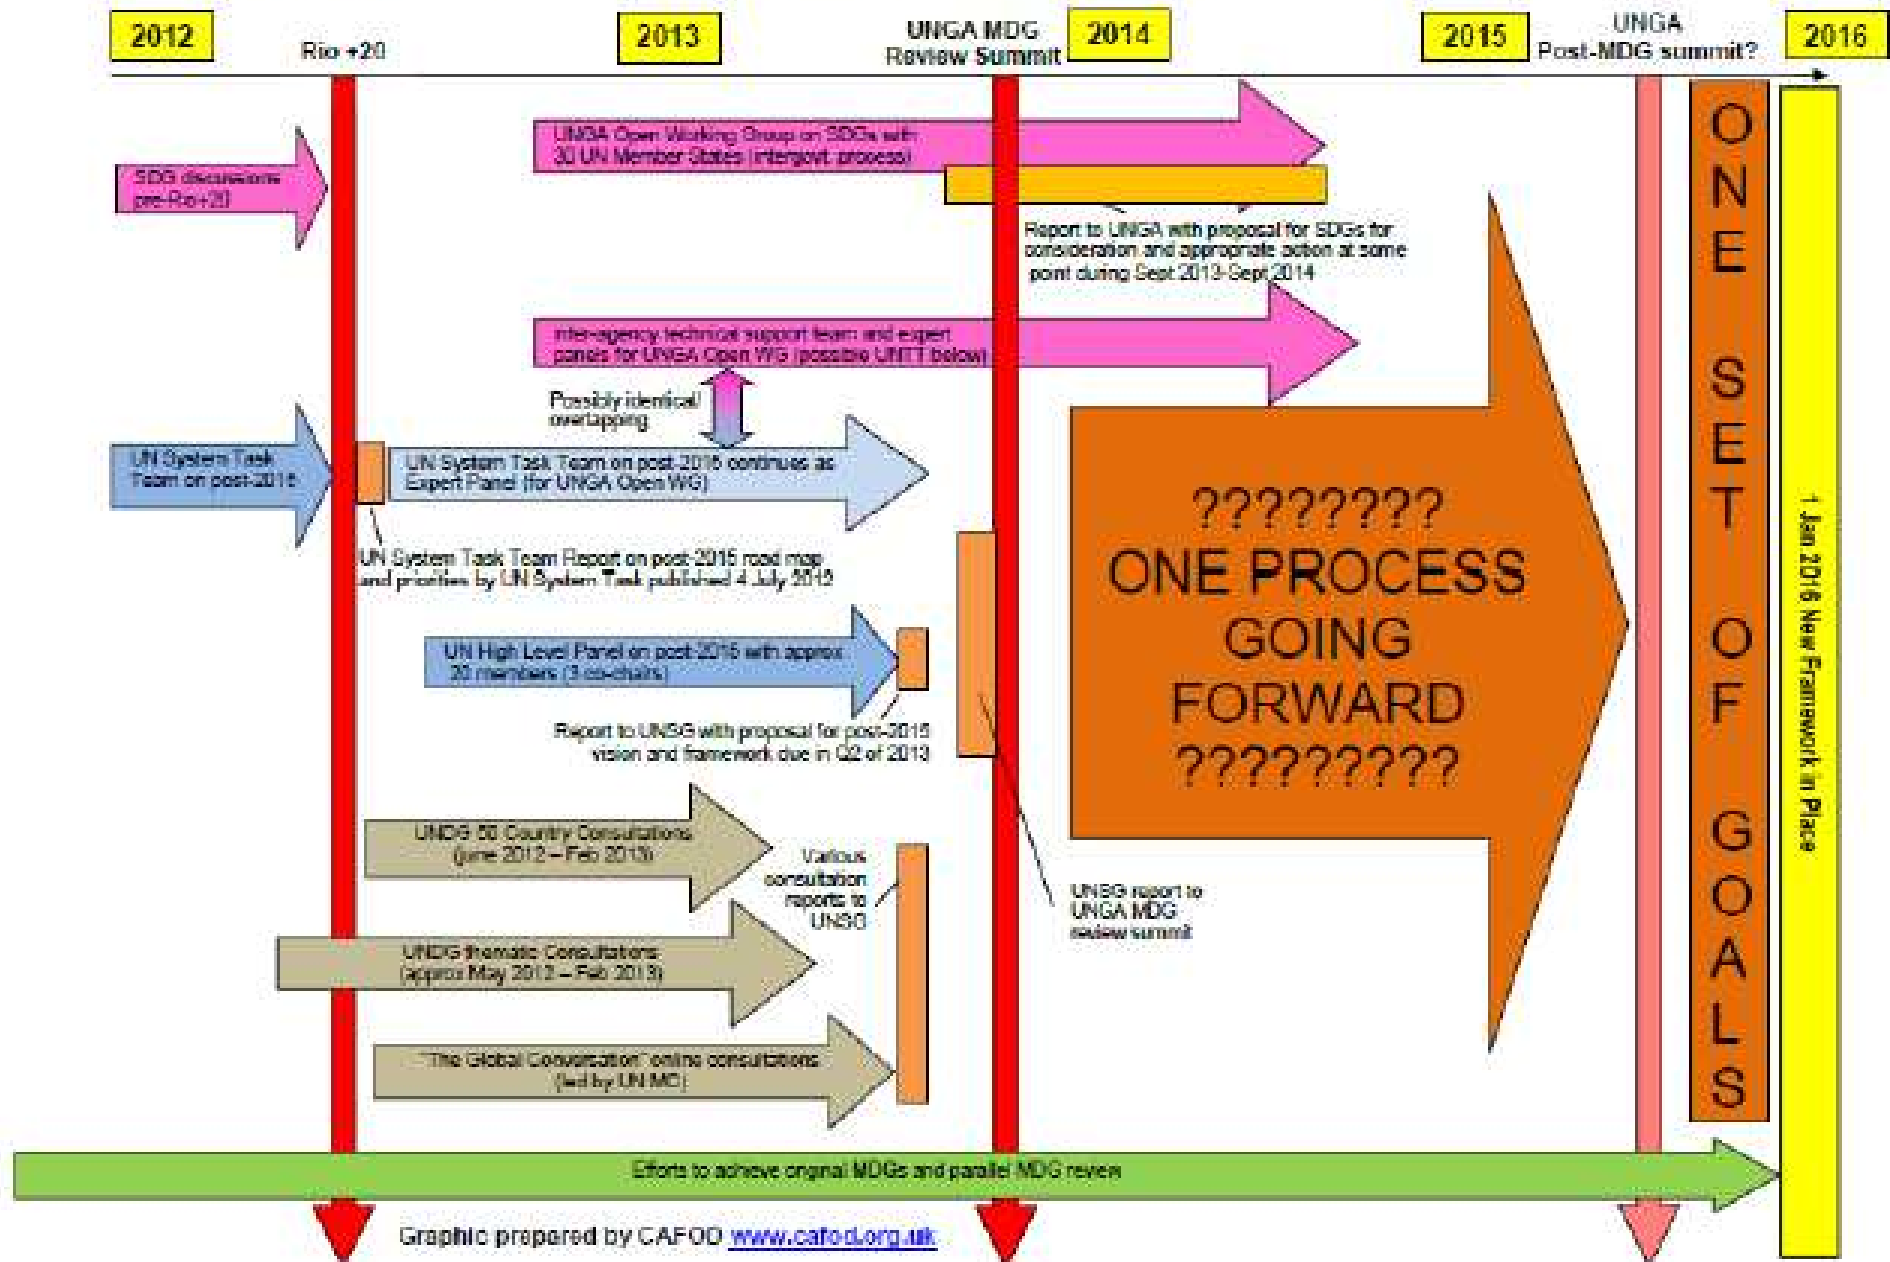 2012
Rio +20
2013
UNGA MDG
Review Summit
2014
2015
UNGA
Post-MDG summit?
2016
SDG discussions
pre-Rio+20
UNGA Open Working Group on SDGs with
30 UN Member States (intergovt. process)
Report to UNGA with proposal for SDGs for
consideration and appropriate action at some
point during Sept 2013-Sept 2014
Inter-agency technical support team and expert
panels for UNGA Open WG (possible UNTT below)
Possibly identical/
overlapping
UN System Task
Team on post-2015
UN System Task Team on post-2015 continues as
Expert Panel (for UNGA Open WG)
UN System Task Team Report on post-2015 road map
and priorities by UN System Task published 4 July 2012
UN High Level Panel on post-2015 with approx
20 members (3 co-chairs)
Report to UNSG with proposal for post-2015
vision and framework due in Q2 of 2013
????????
ONE PROCESS
GOING
FORWARD
?????????
UNDG 50 Country Consultations
(june 2012 – Feb 2013)
Various
consultation
reports to
UNSG
UNSG report to
UNGA MDG
review summit
UNDG thematic Consultations
(approx May 2012 – Feb 2013)
"The Global Conversation" online consultations
(led by UN MC)
Efforts to achieve original MDGs and parallel MDG review
ONE SET OF GOALS
1 Jan 2016 New Framework in Place
Graphic prepared by CAFOD www.cafod.org.uk